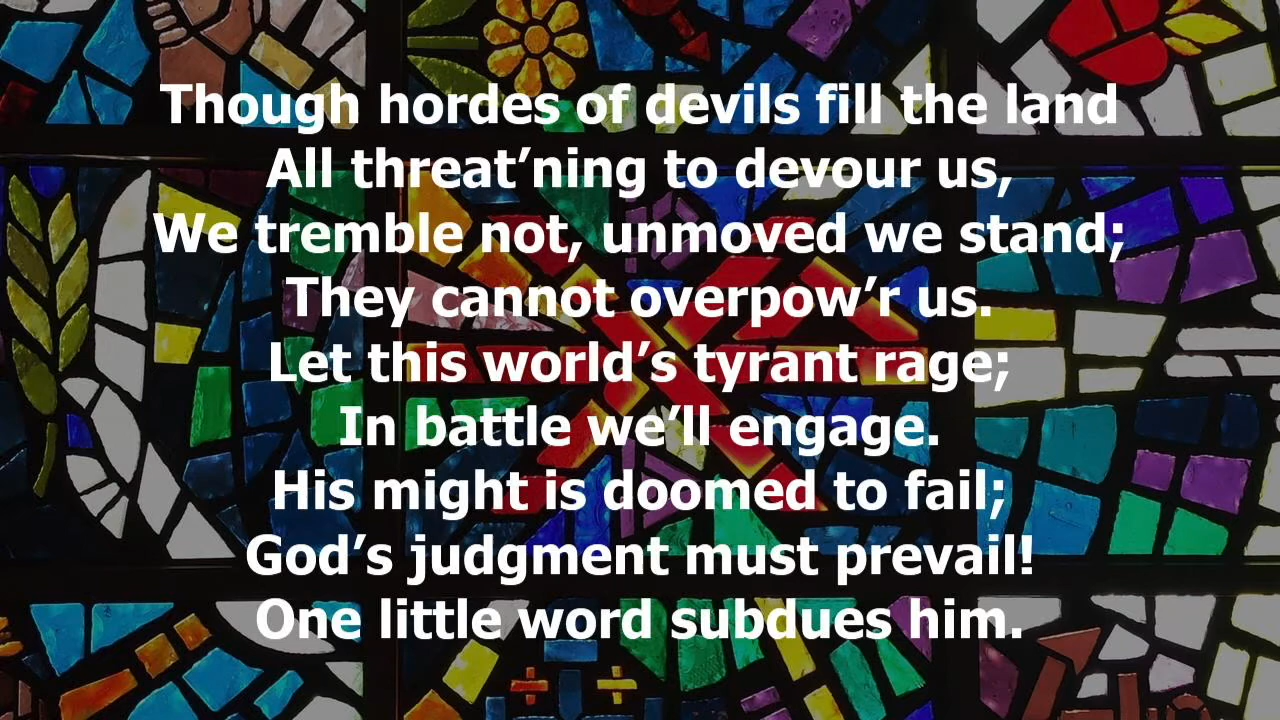 Though hordes of devils fill the land
All threat’ning to devour us,
We tremble not, unmoved we stand;
They cannot overpow’r us.
Let this world’s tyrant rage;
In battle we’ll engage.
His might is doomed to fail;
God’s judgment must prevail!
One little word subdues him.